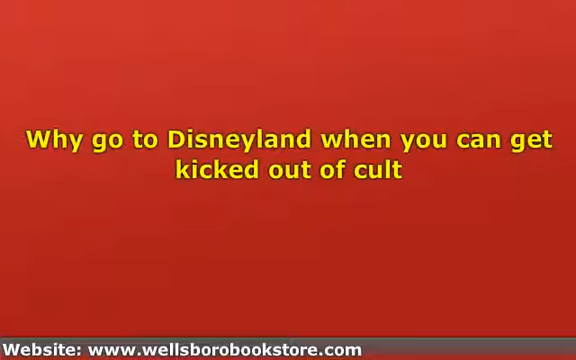 Why go to Disneyland when you can get
kicked out of cult
Website: www.wellsborobookstore.com